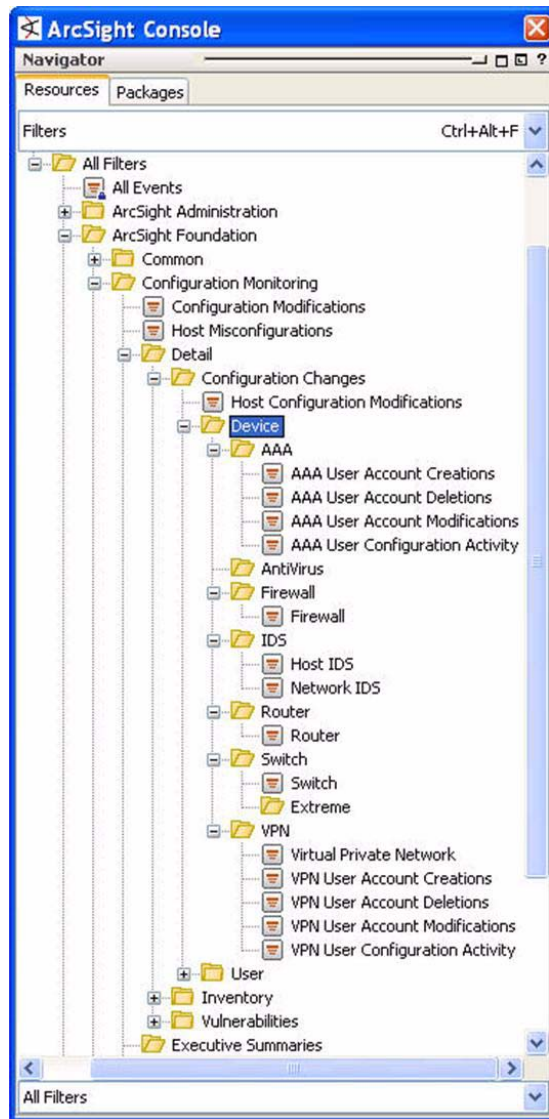 ArcSight Console
Navigator ?
Resources Packages
Filters Ctrl+Alt+F
All Filters
All Events
ArcSight Administration
ArcSight Foundation
Common
Configuration Monitoring
Configuration Modifications
Host Misconfigurations
Detail
Configuration Changes
Host Configuration Modifications
Device
AAA
AAA User Account Creations
AAA User Account Deletions
AAA User Account Modifications
AAA User Configuration Activity
AntiVirus
Firewall
Firewall
IDS
Host IDS
Network IDS
Router
Router
Switch
Switch
Extreme
VPN
Virtual Private Network
VPN User Account Creations
VPN User Account Deletions
VPN User Account Modifications
VPN User Configuration Activity
User
Inventory
Vulnerabilities
Executive Summaries
All Filters